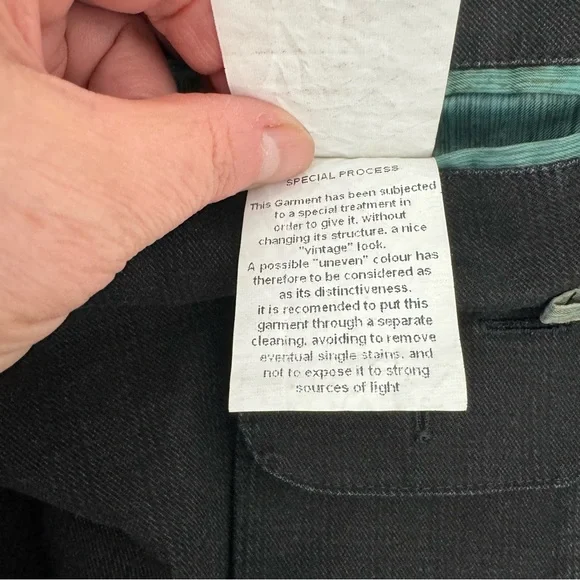 SPECIAL PROCESS
This Garment has been subjected
to a special treatment in
order to give it, without
changing its structure, a nice
"vintage" look.
A possible "uneven" colour has
therefore to be considered as
as its distinctiveness.
it is recomended to put this
garment through a separate
cleaning, avoiding to remove
eventual single stains, and
not to expose it to strong
sources of light